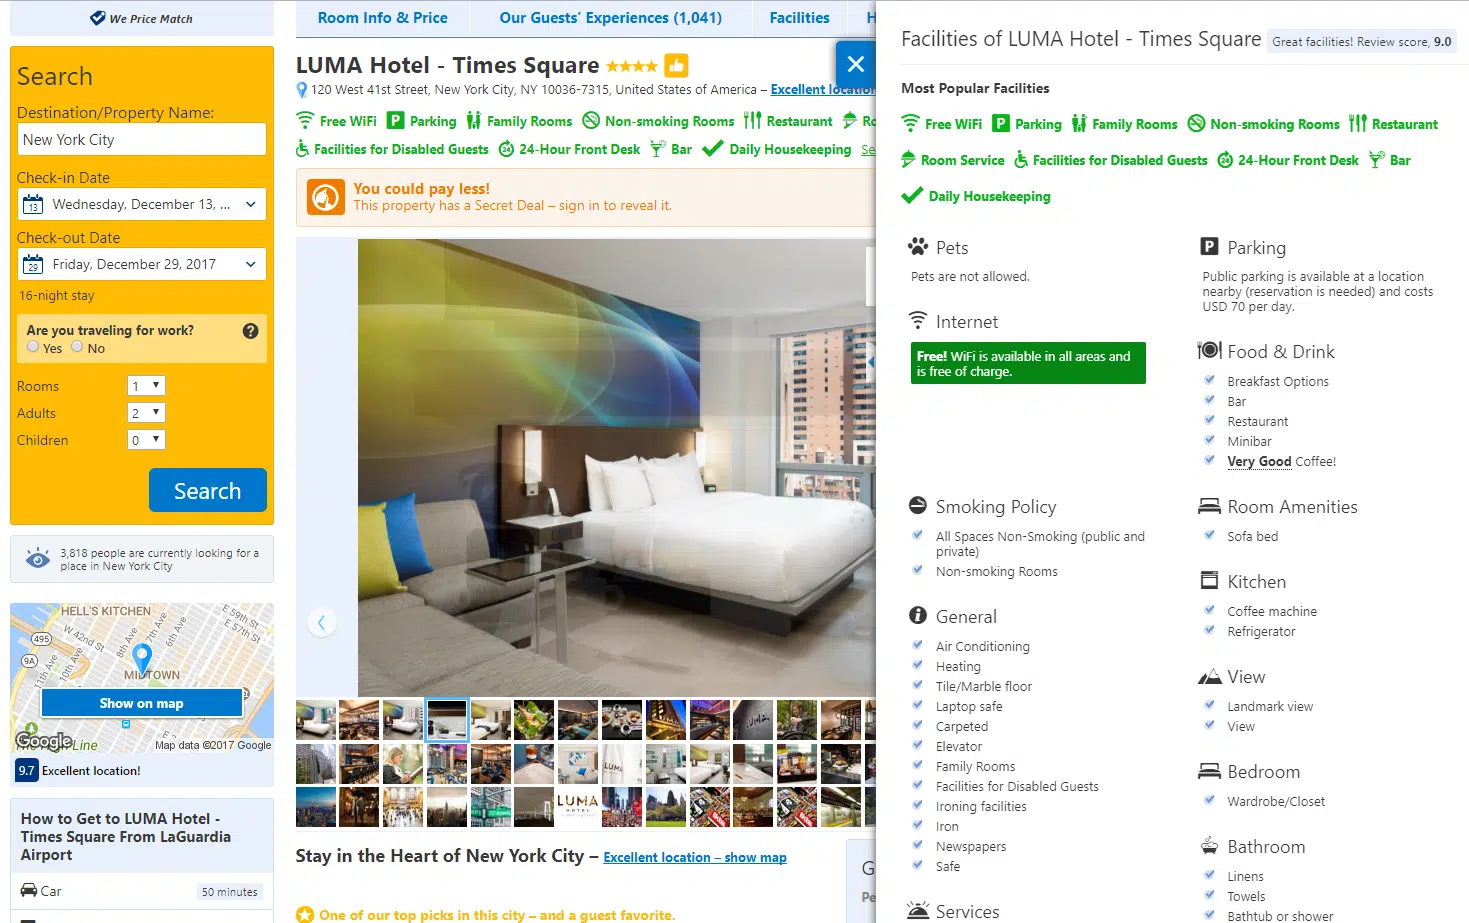 We Price Match
Search
Destination/Property Name:
New York City
Check-in Date
13
Wednesday, December 13, ...
Check-out Date
29
Friday, December 29, 2017
16-night stay
Are you traveling for work?
Yes No
Rooms 1
Adults 2
Children 0
Search
3,818 people are currently looking for a
place in New York City
HELL'S KITCHEN
E 59th St
E 57th St
W 42nd St
8th Ave
7th Ave
6th Ave
495
9A
11th Ave
10th Ave
MIDTOWN
Show on map
Google
Line
Map data ©2017 Google
9.7 Excellent location!
How to Get to LUMA Hotel -
Times Square From LaGuardia
Airport
Car 50 minutes
Room Info & Price Our Guests' Experiences (1,041) Facilities H
LUMA Hotel - Times Square
120 West 41st Street, New York City, NY 10036-7315, United States of America – Excellent location
Free WiFi P Parking Family Rooms Non-smoking Rooms Restaurant Ro
Facilities for Disabled Guests 24 24-Hour Front Desk Bar Daily Housekeeping Se
You could pay less!
This property has a Secret Deal – sign in to reveal it.
LUMA
HOTEL
Stay in the Heart of New York City – Excellent location – show map
G
Pe
One of our top picks in this city – and a guest favorite.
Facilities of LUMA Hotel - Times Square Great facilities! Review score, 9.0
Most Popular Facilities
Free WiFi P Parking Family Rooms Non-smoking Rooms Restaurant
Room Service Facilities for Disabled Guests 24 24-Hour Front Desk Bar
Daily Housekeeping
Pets
Pets are not allowed.
Internet
Free! WiFi is available in all areas and
is free of charge.
P Parking
Public parking is available at a location
nearby (reservation is needed) and costs
USD 70 per day.
Food & Drink
Breakfast Options
Bar
Restaurant
Minibar
Very Good Coffee!
Smoking Policy
All Spaces Non-Smoking (public and
private)
Non-smoking Rooms
General
Air Conditioning
Heating
Tile/Marble floor
Laptop safe
Carpeted
Elevator
Family Rooms
Facilities for Disabled Guests
Ironing facilities
Iron
Newspapers
Safe
Services
Room Amenities
Sofa bed
Kitchen
Coffee machine
Refrigerator
View
Landmark view
View
Bedroom
Wardrobe/Closet
Bathroom
Linens
Towels
Bathtub or shower